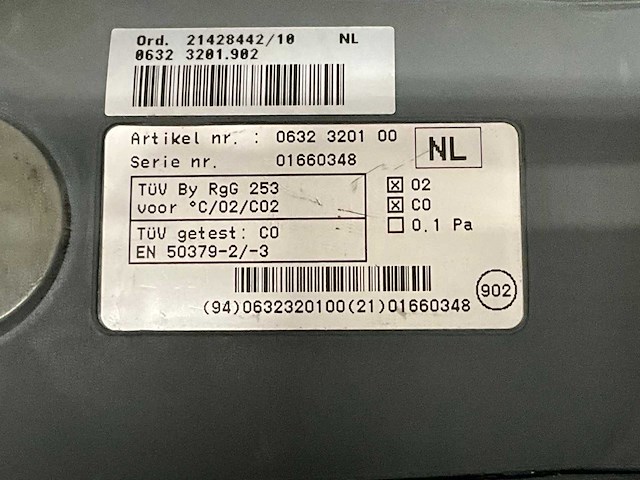 Ord. 21428442/10 NL
0632 3201.902
Artikel nr. : 0632 3201 00 NL
Serie nr. 01660348
TüV By RgG 253
voor °C/O2/CO2
TüV getest: CO
EN 50379-2/-3
☒ O2
☒ CO
☐ 0.1 Pa
(94)0632320100(21)01660348
902